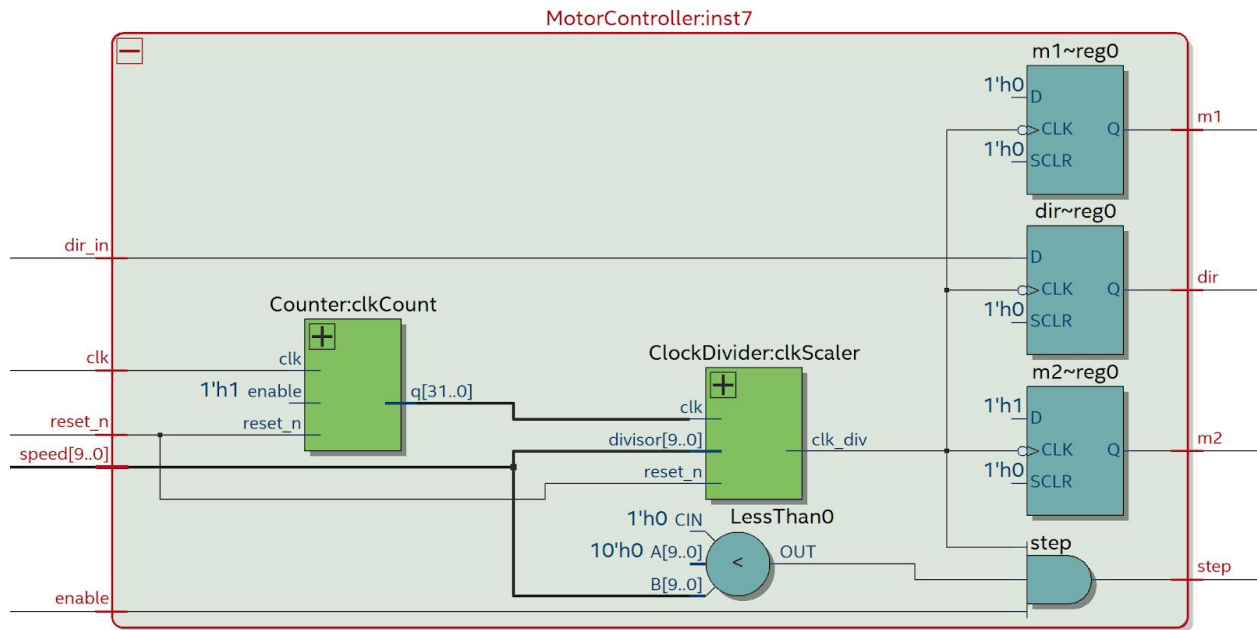 MotorController:inst7
m1~reg0
1'h0
D
CLK
Q
m1
1'h0
SCLR
dir~reg0
dir_in
D
CLK
Q
dir
1'h0
SCLR
Counter:clkCount
clk
clk
1'h1 enable
q[31..0]
reset_n
reset_n
speed[9..0]
ClockDivider:clkScaler
clk
divisor[9..0]
clk_div
reset_n
m2~reg0
1'h1
D
CLK
Q
m2
1'h0
SCLR
LessThan0
1'h0 CIN
10'h0 A[9..0]
<
OUT
B[9..0]
step
step
enable